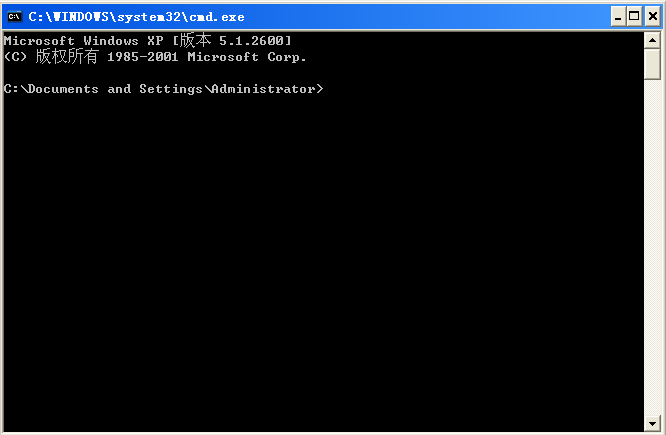 C:\WINDOWS\system32\cmd.exe
Microsoft Windows XP [版本 5.1.2600]
(C) 版权所有 1985-2001 Microsoft Corp.
C:\Documents and Settings\Administrator>